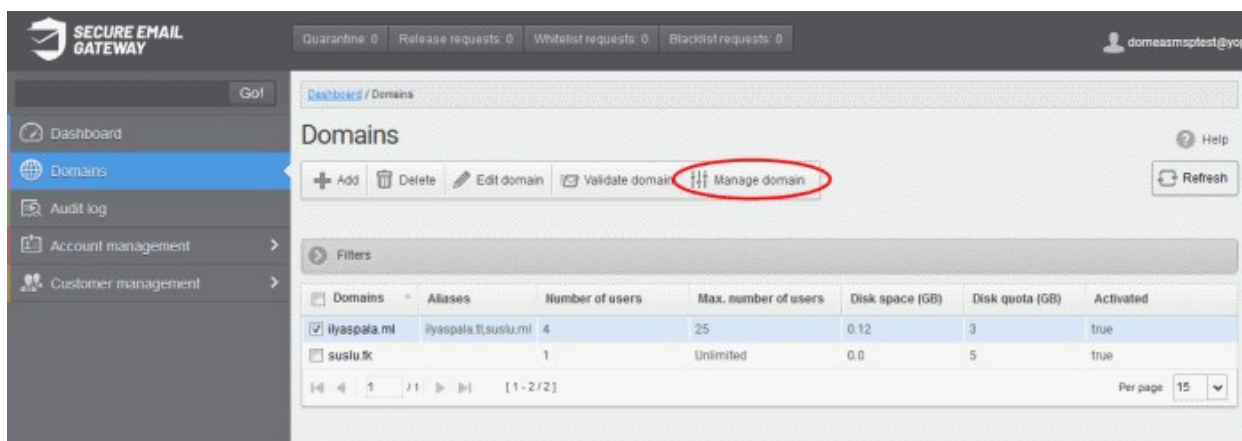 SECURE EMAIL
GATEWAY
Quarantine: 0 Release requests: 0 Whitelist requests: 0 Blacklist requests: 0
domeasmsptest@yop
Go!
Dashboard / Domains
Dashboard
Domains
Audit log
Account management
Customer management
Domains
Help
Add Delete Edit domain Validate domain Manage domain
Refresh
Filters
Domains Aliases Number of users Max. number of users Disk space (GB) Disk quota (GB) Activated
ilyaspala.ml ilyaspala.tl,suslu.ml 4 25 0.12 3 true
suslu.tk 1 Unlimited 0.0 5 true
1 / 1 [1-2/2] Per page 15